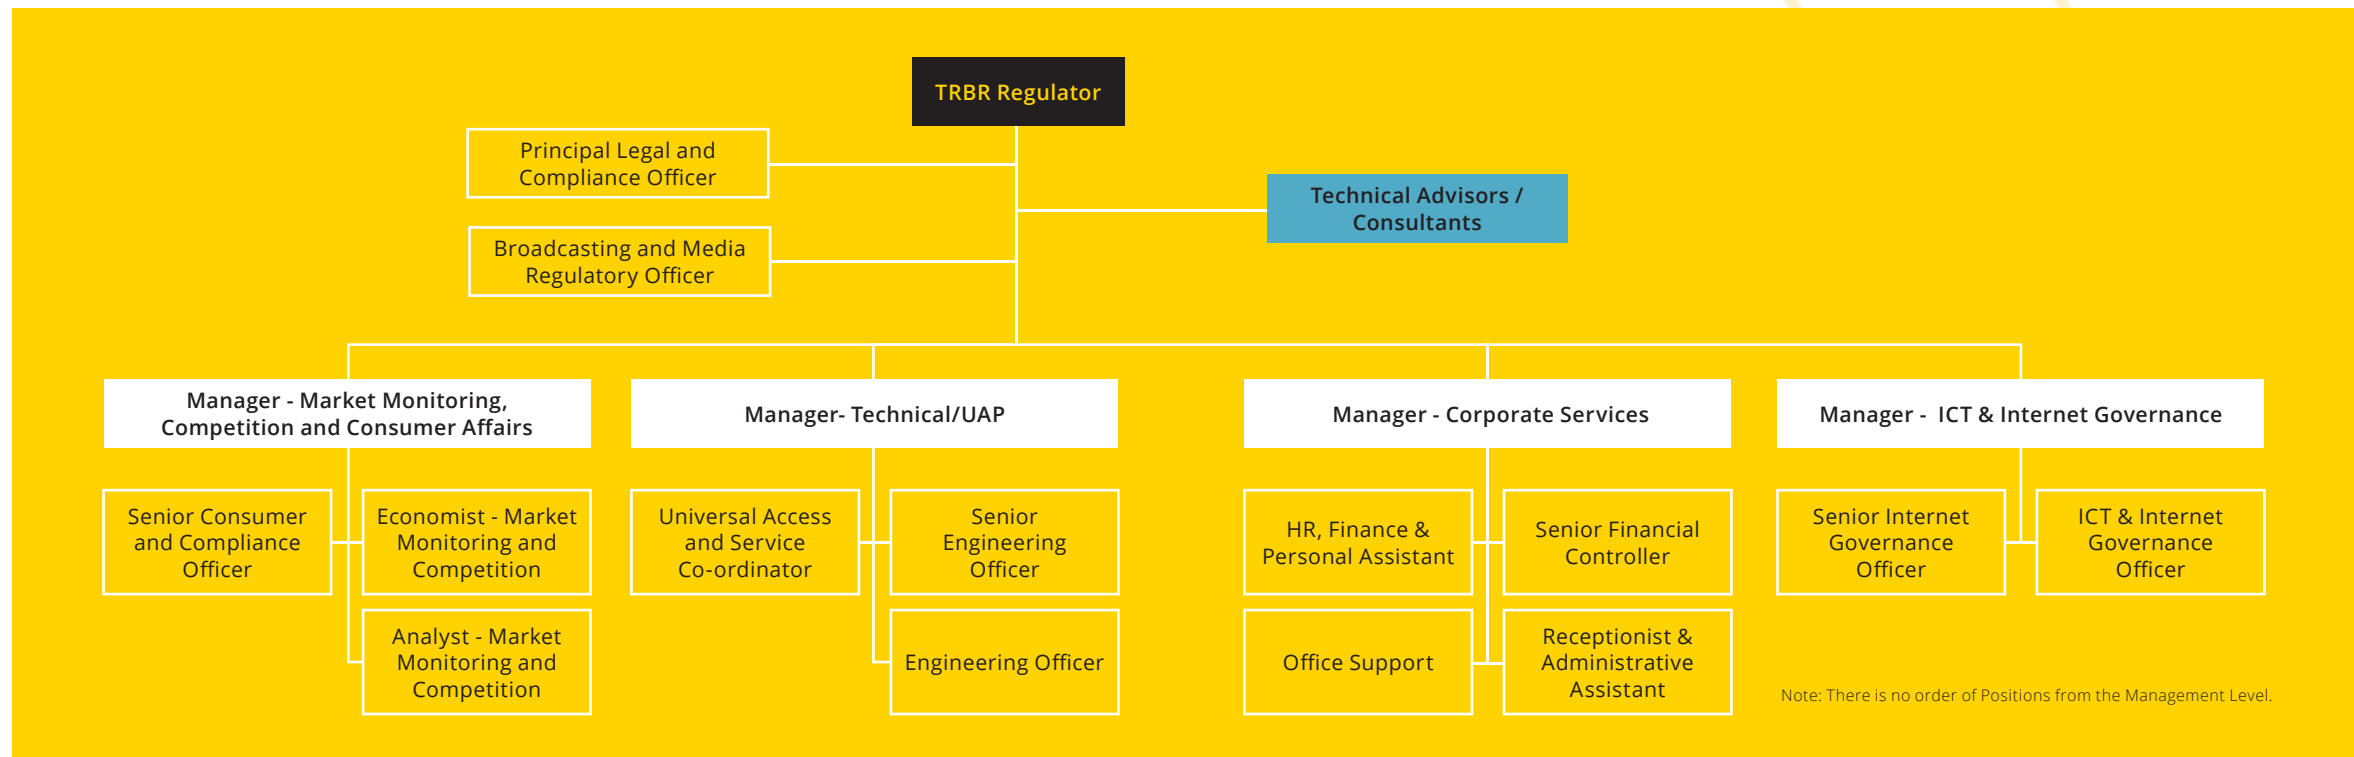 TRBR Regulator
Principal Legal and
Compliance Officer
Technical Advisors /
Consultants
Broadcasting and Media
Regulatory Officer
Manager - Market Monitoring,
Competition and Consumer Affairs
Manager- Technical/UAP
Manager - Corporate Services
Manager -  ICT & Internet Governance
Senior Consumer
and Compliance
Officer
Economist - Market
Monitoring and
Competition
Universal Access
and Service
Co-ordinator
Senior
Engineering
Officer
HR, Finance &
Personal Assistant
Senior Financial
Controller
Senior Internet
Governance
Officer
ICT & Internet
Governance
Officer
Analyst - Market
Monitoring and
Competition
Engineering Officer
Office Support
Receptionist &
Administrative
Assistant
Note: There is no order of Positions from the Management Level.